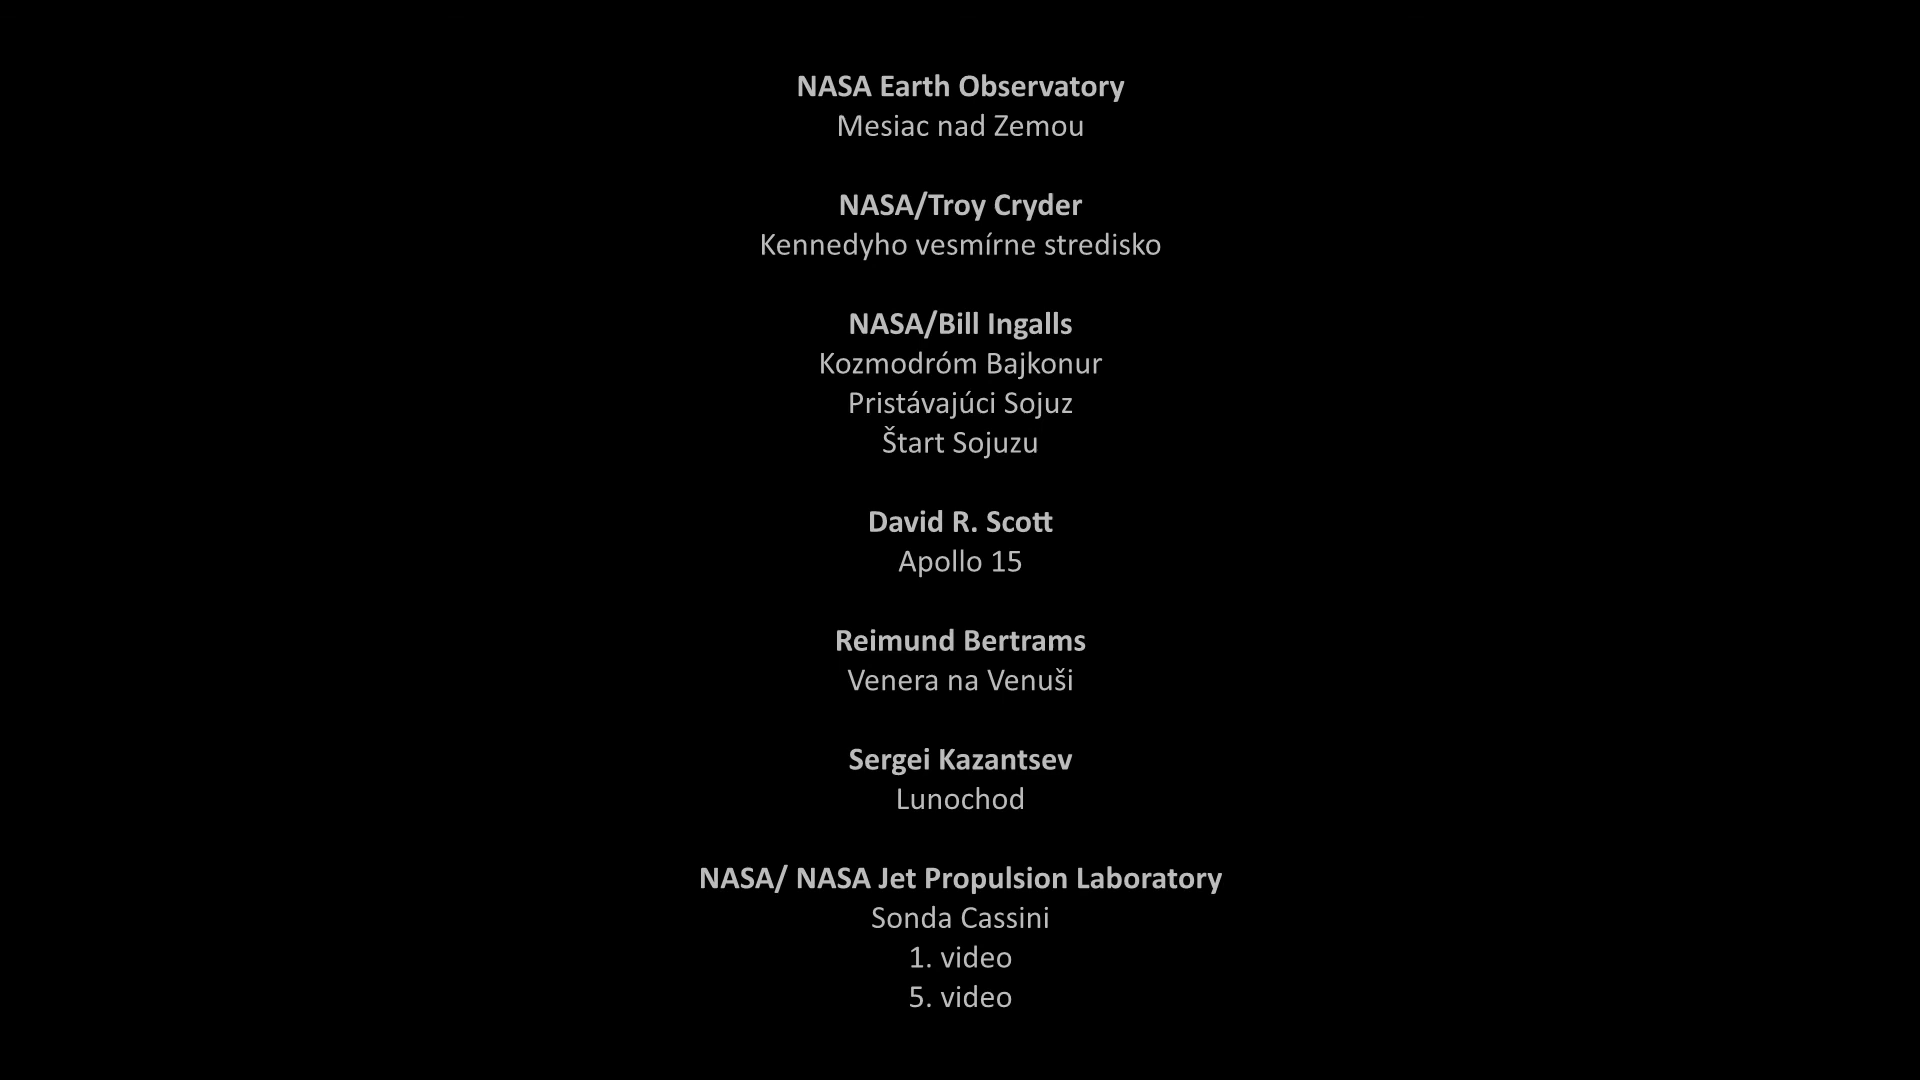 NASA Earth Observatory
Mesiac nad Zemou
NASA/Troy Cryder
Kennedyho vesmírne stredisko
NASA/Bill Ingalls
Kozmodróm Bajkonur
Pristávajúci Sojuz
Štart Sojuzu
David R. Scott
Apollo 15
Reimund Bertrams
Venera na Venuši
Sergei Kazantsev
Lunochod
NASA/ NASA Jet Propulsion Laboratory
Sonda Cassini
1. video
5. video